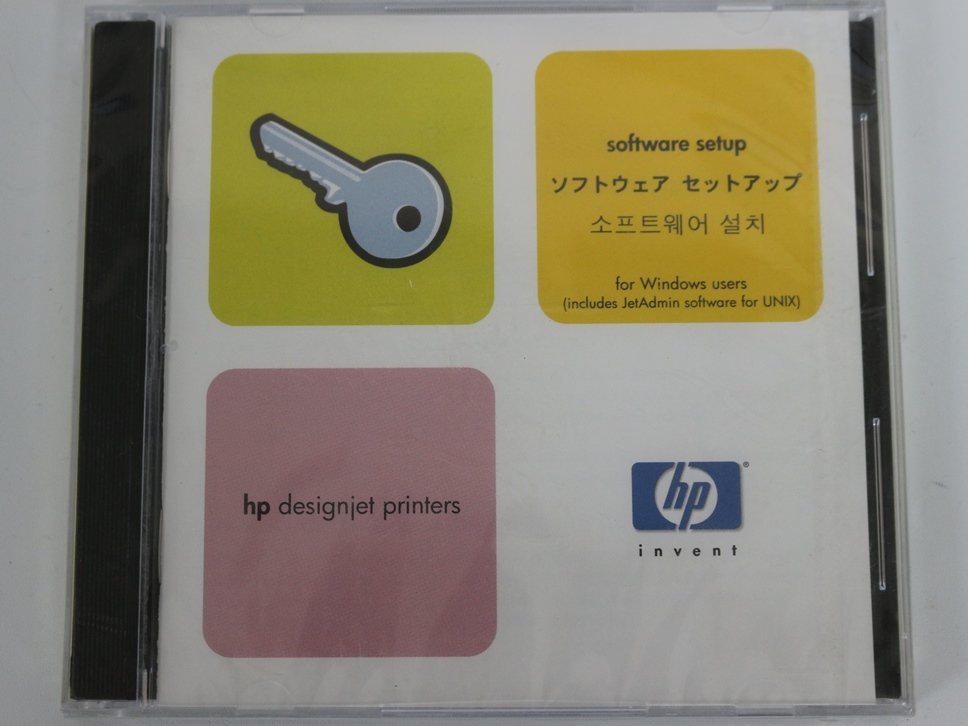 software setup
ソフトウェア セットアップ
소프트웨어 설치
for Windows users
(includes JetAdmin software for UNIX)
hp designjet printers
hp®
invent